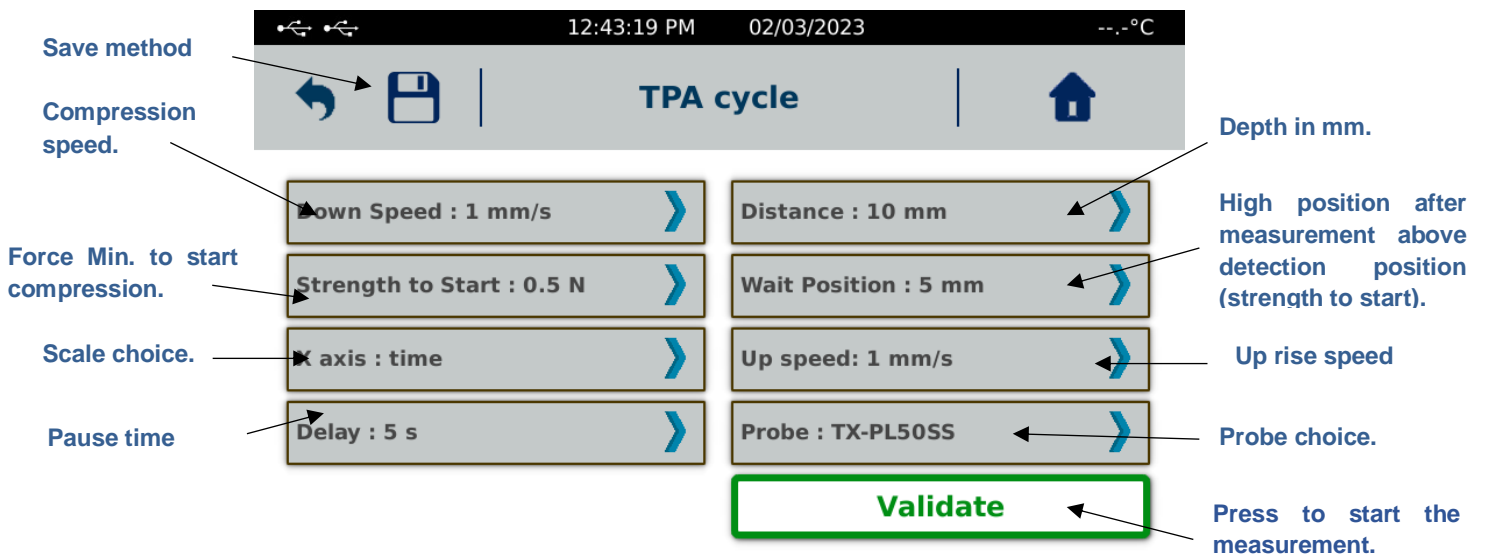 12:43:19 PM 02/03/2023 --.-°C
Save method
TPA cycle
Compression
speed.
Depth in mm.
Down Speed : 1 mm/s
Distance : 10 mm
High position after
measurement above
detection position
(strength to start).
Force Min. to start
compression.
Strength to Start : 0.5 N
Wait Position : 5 mm
Scale choice.
X axis : time
Up speed: 1 mm/s
Up rise speed
Pause time
Delay : 5 s
Probe : TX-PL50SS
Probe choice.
Validate
Press to start the
measurement.